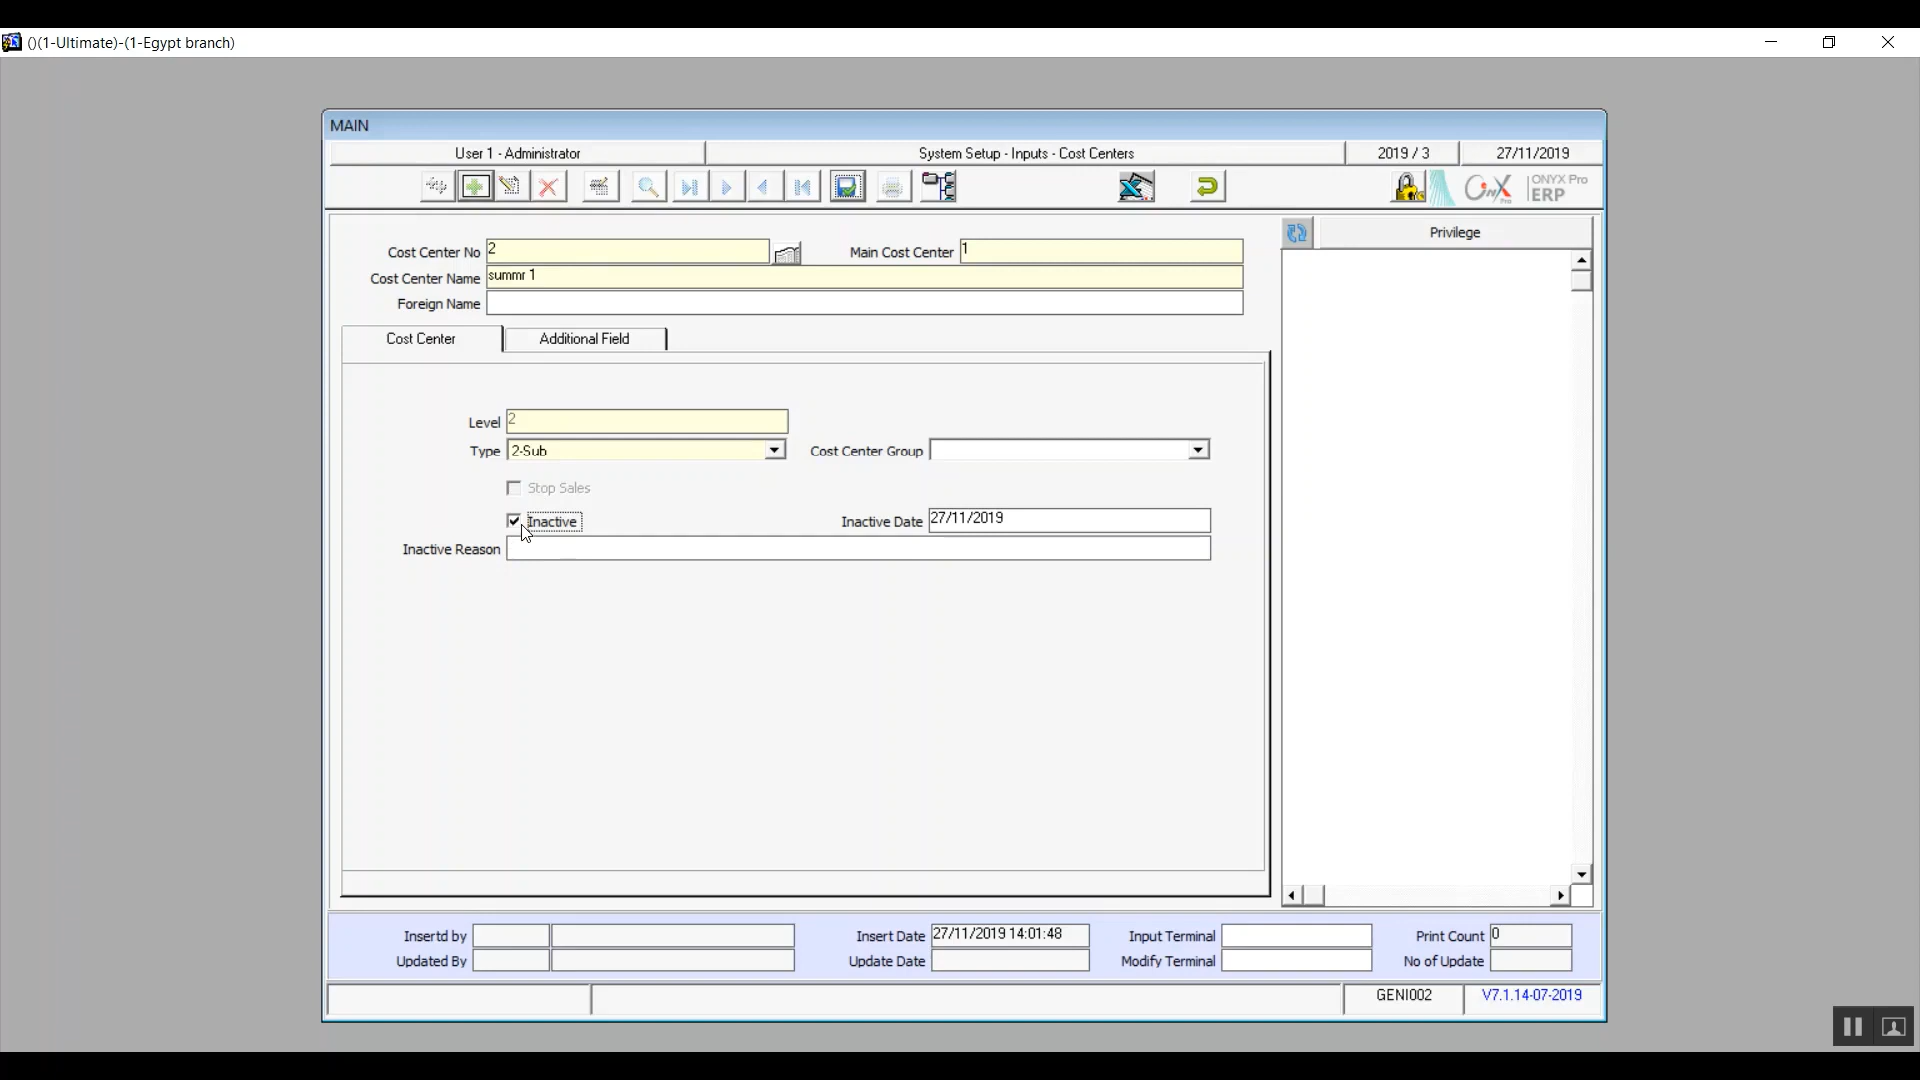 ()(1-Ultimate)-(1-Egypt branch)
MAIN
User 1 - Administrator System Setup - Inputs - Cost Centers 2019 / 3 27/11/2019
Onyx Pro ONYX Pro ERP
Cost Center No 2 Main Cost Center 1
Cost Center Name summr 1
Foreign Name
Privilege
Cost Center Additional Field
Level 2
Type 2-Sub Cost Center Group
Stop Sales
Inactive Inactive Date 27/11/2019
Inactive Reason
Insertd by Insert Date 27/11/2019 14:01:48 Input Terminal Print Count 0
Updated By Update Date Modify Terminal No of Update
GENI002 V7.1.14-07-2019